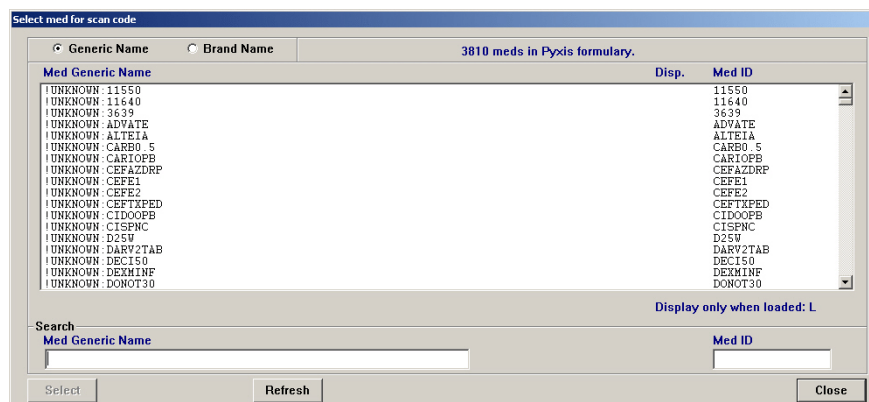 Select med for scan code
Generic Name Brand Name 3810 meds in Pyxis formulary.
Med Generic Name Disp. Med ID
!UNKNOWN:11550 11550
!UNKNOWN:11640 11640
!UNKNOWN:3639 3639
!UNKNOWN:ADVATE ADVATE
!UNKNOWN:ALTEIA ALTEIA
!UNKNOWN:CARB0.5 CARB0.5
!UNKNOWN:CARIOPB CARIOPB
!UNKNOWN:CEFAZDRP CEFAZDRP
!UNKNOWN:CEFE1 CEFE1
!UNKNOWN:CEFE2 CEFE2
!UNKNOWN:CEFTXPED CEFTXPED
!UNKNOWN:CIDOOPB CIDOOPB
!UNKNOWN:CISPNC CISPNC
!UNKNOWN:D25W D25W
!UNKNOWN:DARV2TAB DARV2TAB
!UNKNOWN:DECI50 DECI50
!UNKNOWN:DEXMINF DEXMINF
!UNKNOWN:DONOT30 DONOT30
Display only when loaded: L
Search
Med Generic Name Med ID
Select Refresh Close